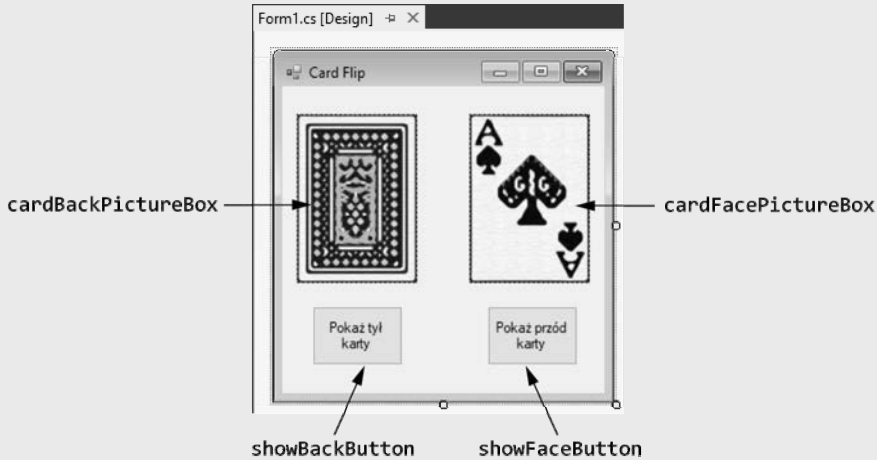 Form1.cs [Design]
Card Flip
A
G G
A
cardBackPictureBox
cardFacePictureBox
Pokaż tył
karty
Pokaż przód
karty
showBackButton
showFaceButton